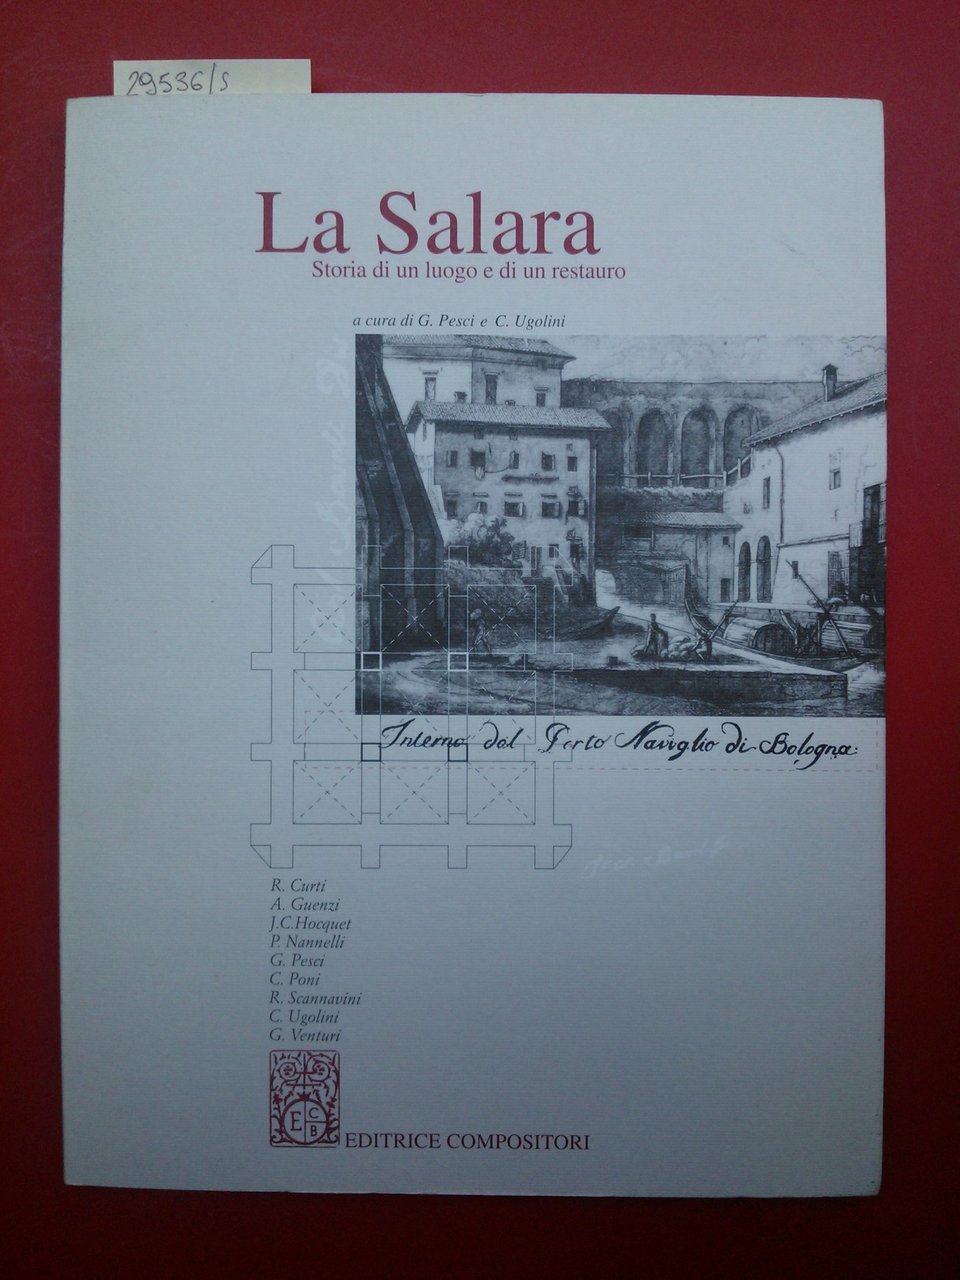 29536/s
La Salara
Storia di un luogo e di un restauro
a cura di G. Pesci e C. Ugolini
Interno del Porto Naviglio di Bologna
R. Curti
A. Guenzi
J.C.Hocquet
P. Nannelli
G. Pesci
C. Poni
R. Scannavini
C. Ugolini
G. Venturi
E C B
EDITRICE COMPOSITORI